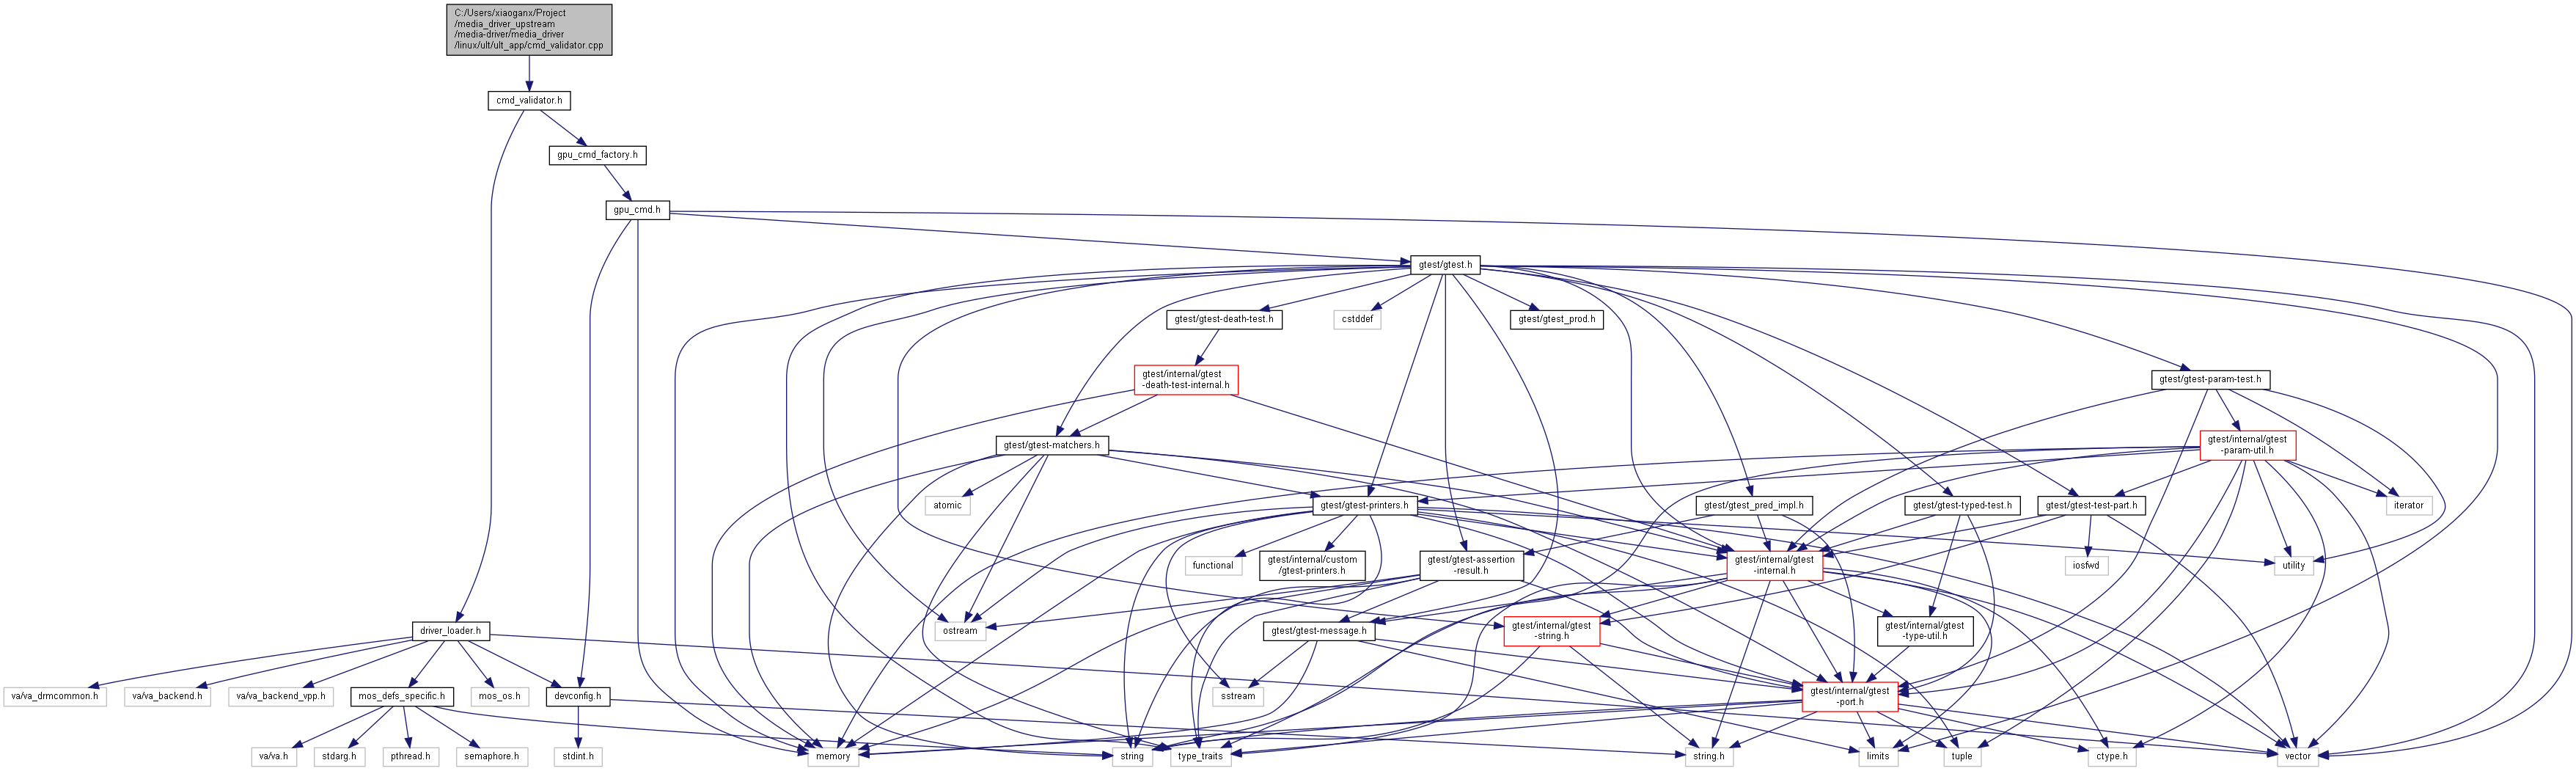 C:/Users/xiaoganx/Project
/media_driver_upstream
/media-driver/media_driver
/linux/ult/ult_app/cmd_validator.cpp
cmd_validator.h
gpu_cmd_factory.h
gpu_cmd.h
gtest/gtest.h
gtest/gtest-death-test.h
cstddef
gtest/gtest_prod.h
gtest/internal/gtest
-death-test-internal.h
gtest/gtest-param-test.h
gtest/gtest-matchers.h
gtest/internal/gtest
-param-util.h
atomic
gtest/gtest-printers.h
gtest/gtest_pred_impl.h
gtest/gtest-typed-test.h
gtest/gtest-test-part.h
iterator
functional
gtest/internal/custom
/gtest-printers.h
gtest/gtest-assertion
-result.h
gtest/internal/gtest
-internal.h
iosfwd
utility
driver_loader.h
ostream
gtest/gtest-message.h
gtest/internal/gtest
-string.h
gtest/internal/gtest
-type-util.h
va/va_drmcommon.h
va/va_backend.h
va/va_backend_vpp.h
mos_defs_specific.h
mos_os.h
devconfig.h
sstream
gtest/internal/gtest
-port.h
va/va.h
stdarg.h
pthread.h
semaphore.h
stdint.h
memory
string
type_traits
string.h
limits
tuple
ctype.h
vector